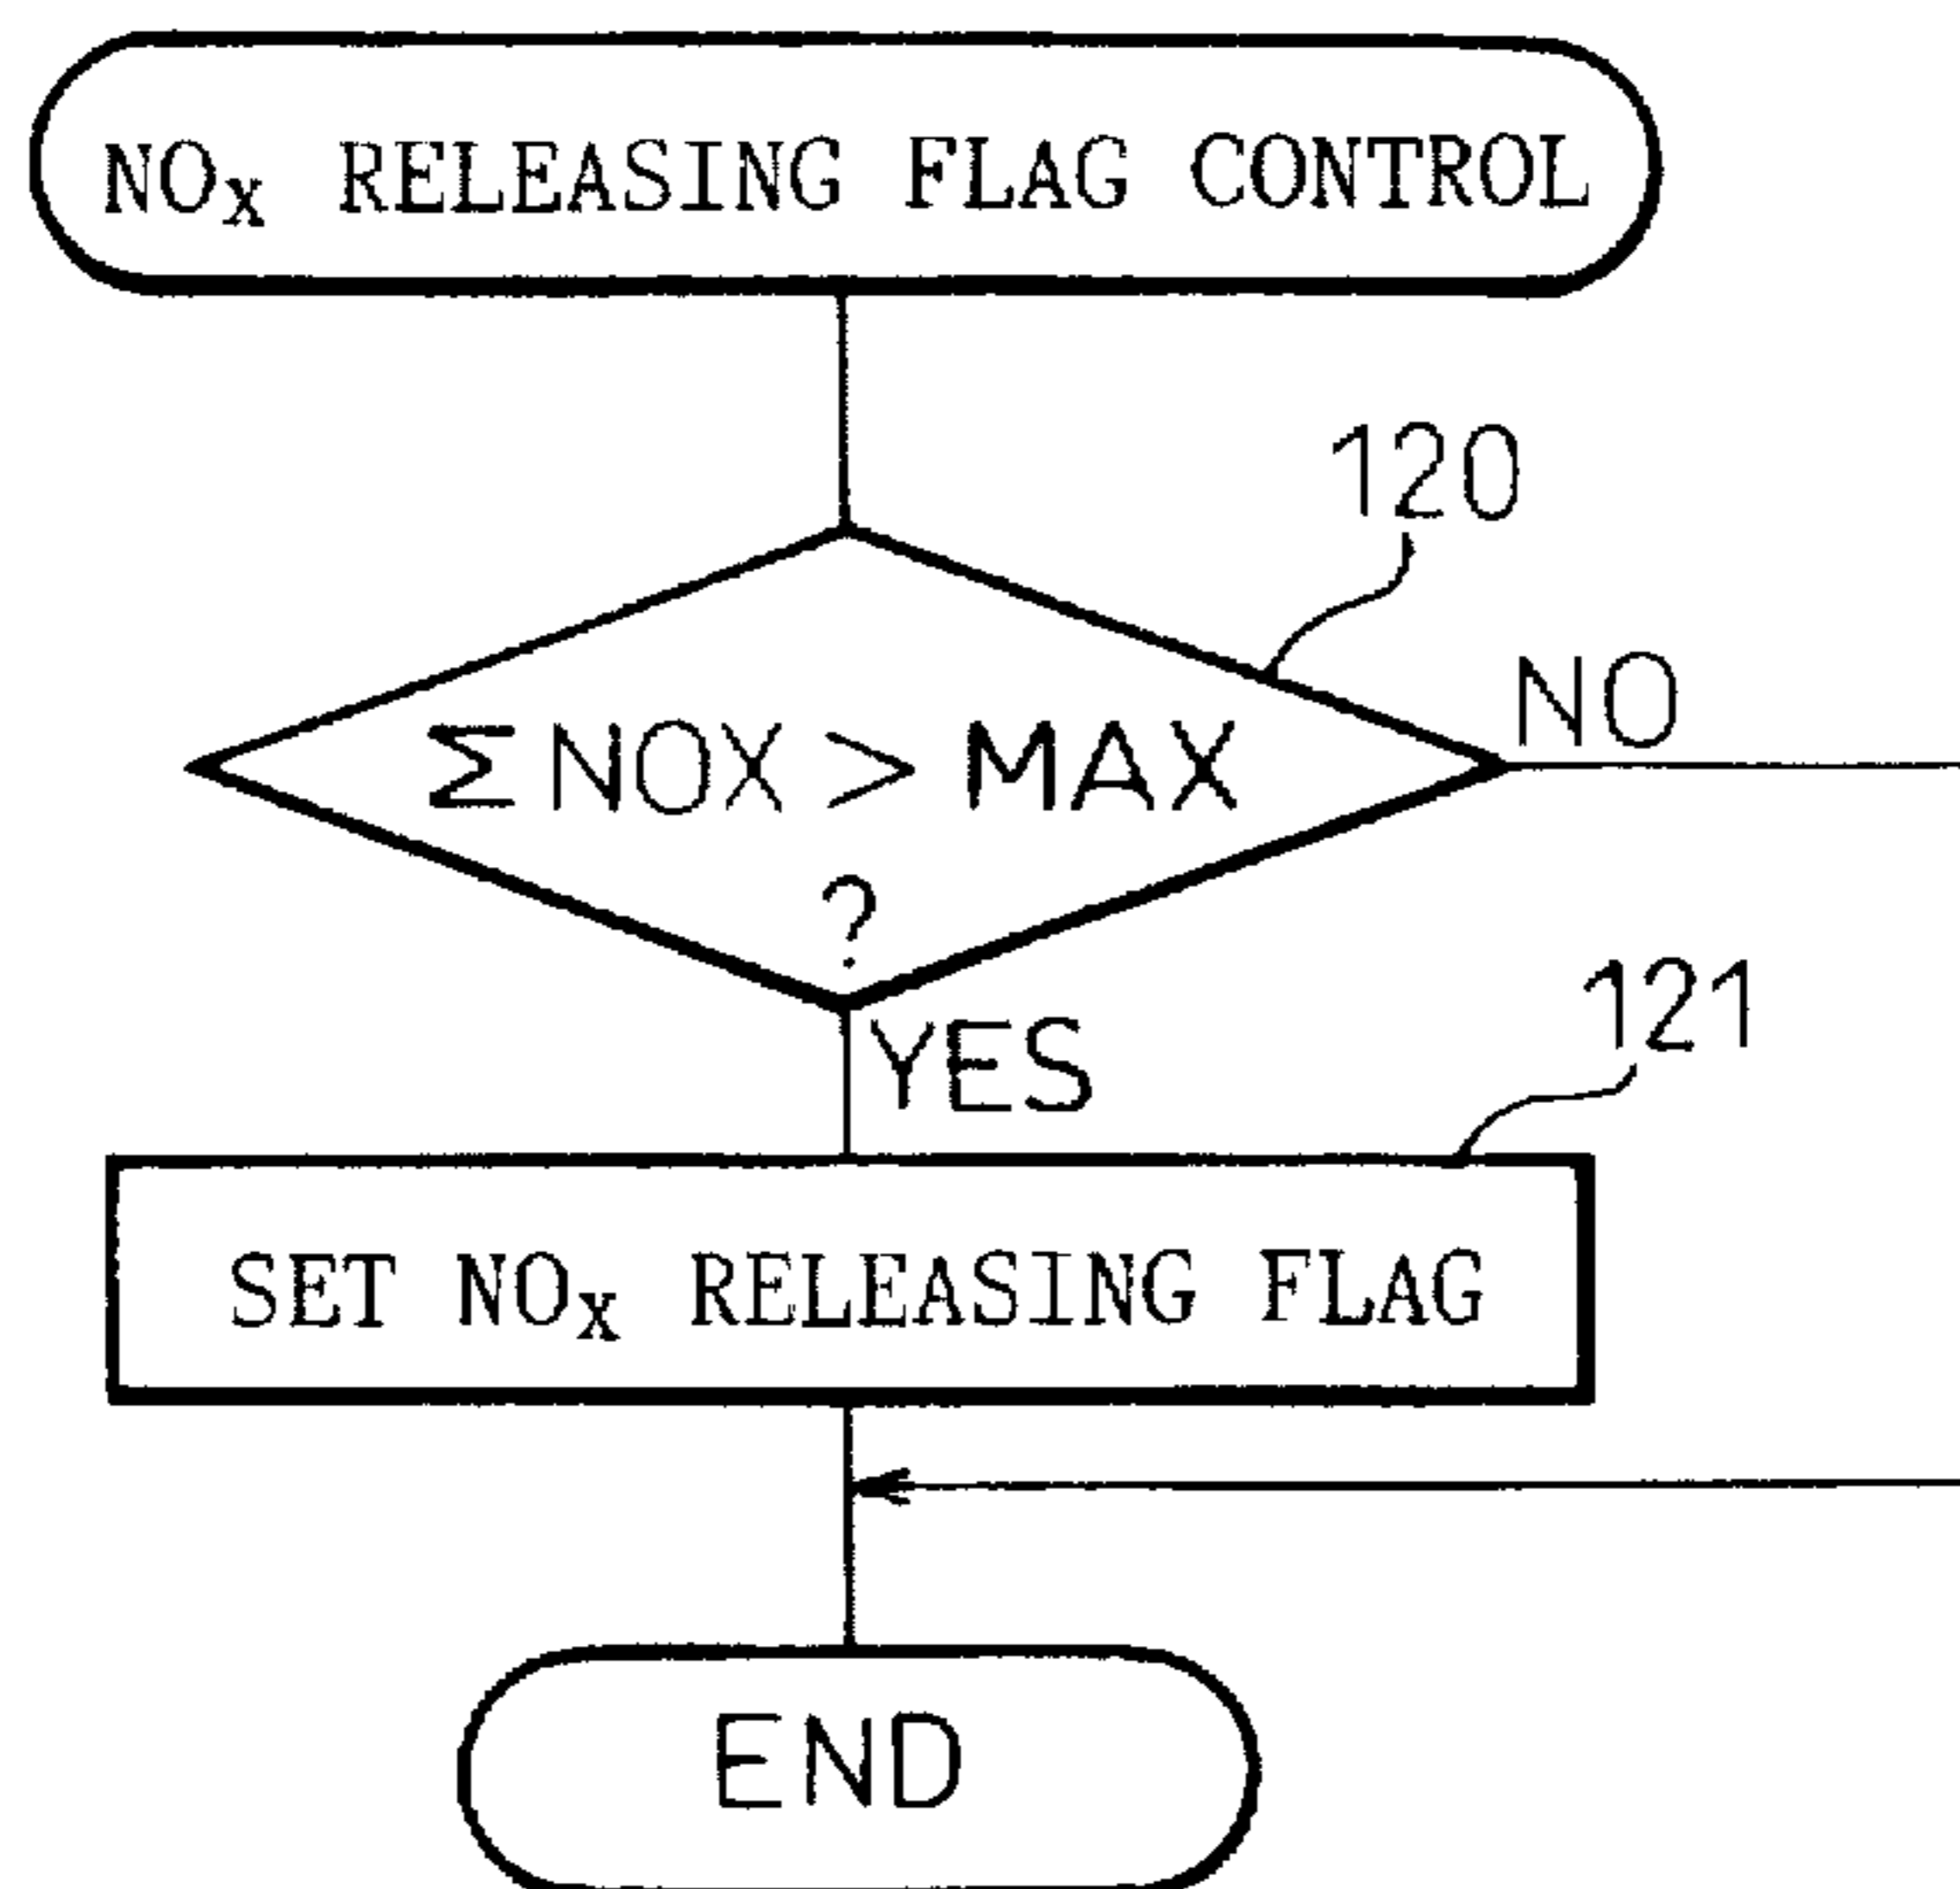 NOx RELEASING FLAG CONTROL
120
NO
ΣNOX > MAX
?
YES
121
SET NOx RELEASING FLAG
END